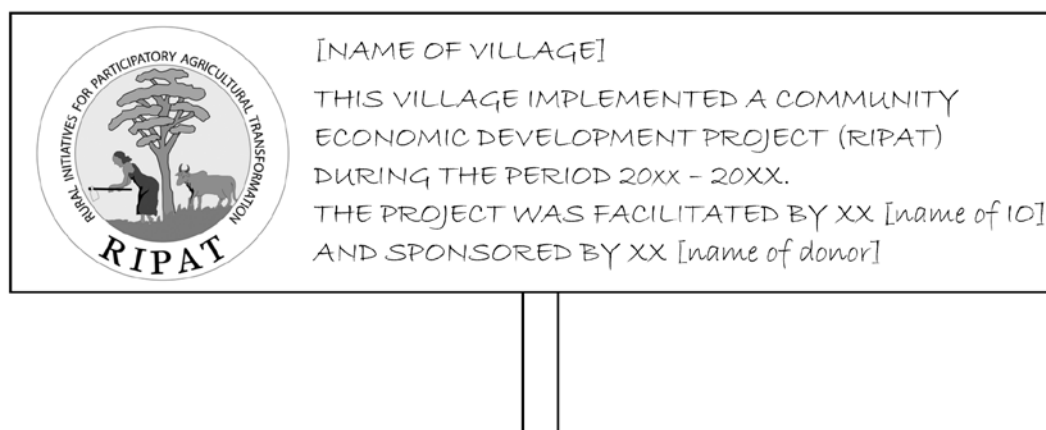 RURAL INITIATIVES FOR PARTICIPATORY AGRICULTURAL TRANSFORMATION
RIPAT
[NAME OF VILLAGE]
THIS VILLAGE IMPLEMENTED A COMMUNITY
ECONOMIC DEVELOPMENT PROJECT (RIPAT)
DURING THE PERIOD 20xx – 20XX.
THE PROJECT WAS FACILITATED BY XX [name of IO]
AND SPONSORED BY XX [name of donor]